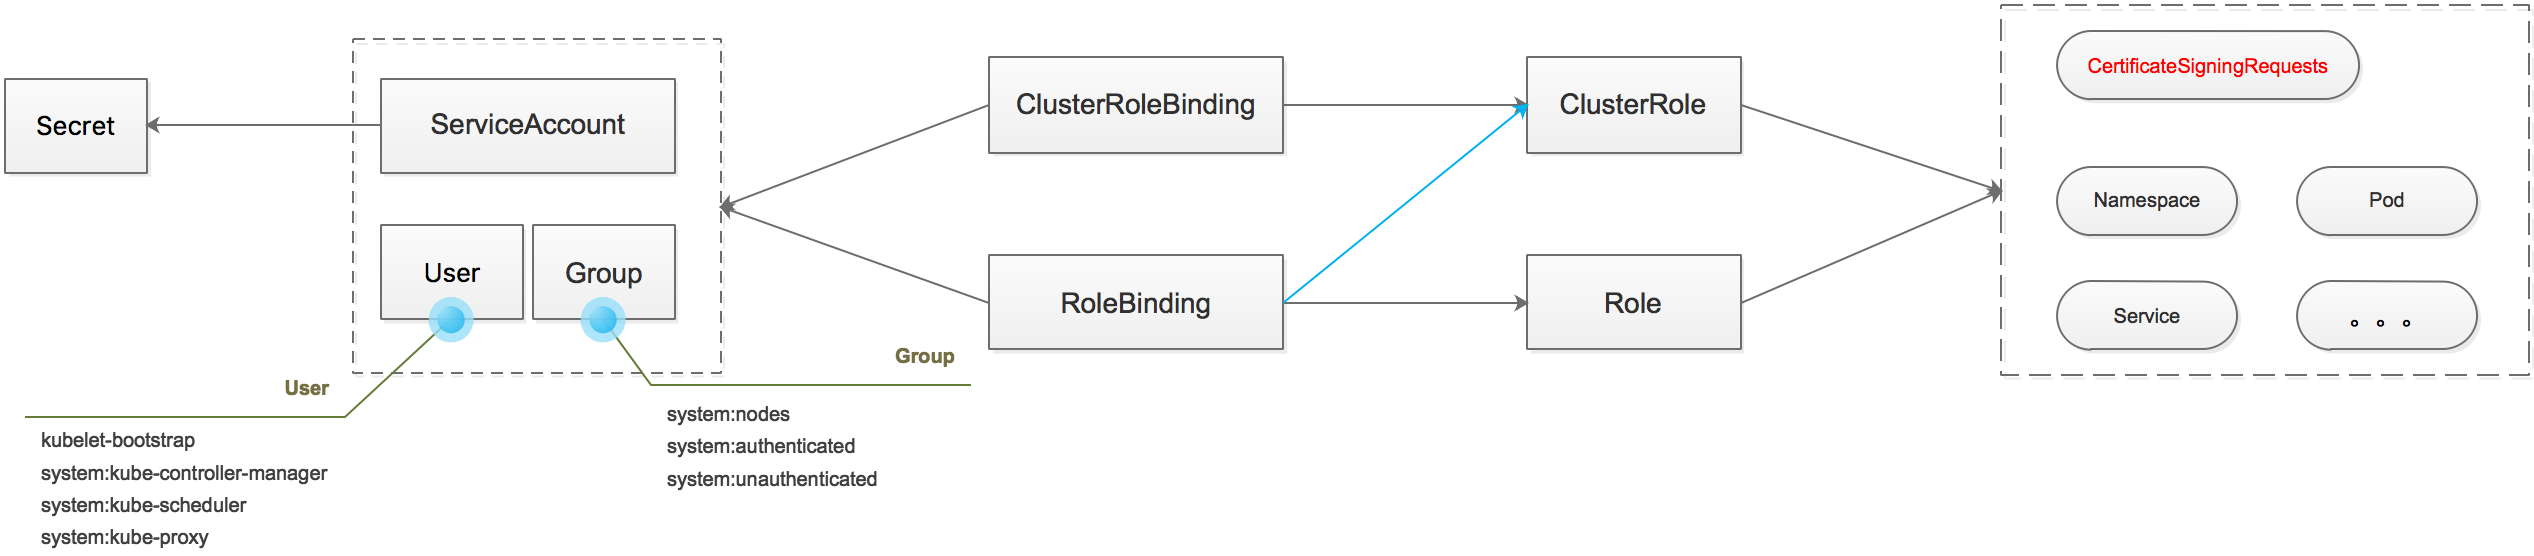 Secret
ServiceAccount
User
Group
User
kubelet-bootstrap
system:kube-controller-manager
system:kube-scheduler
system:kube-proxy
Group
system:nodes
system:authenticated
system:unauthenticated
ClusterRoleBinding
RoleBinding
ClusterRole
Role
CertificateSigningRequests
Namespace
Pod
Service
。。。